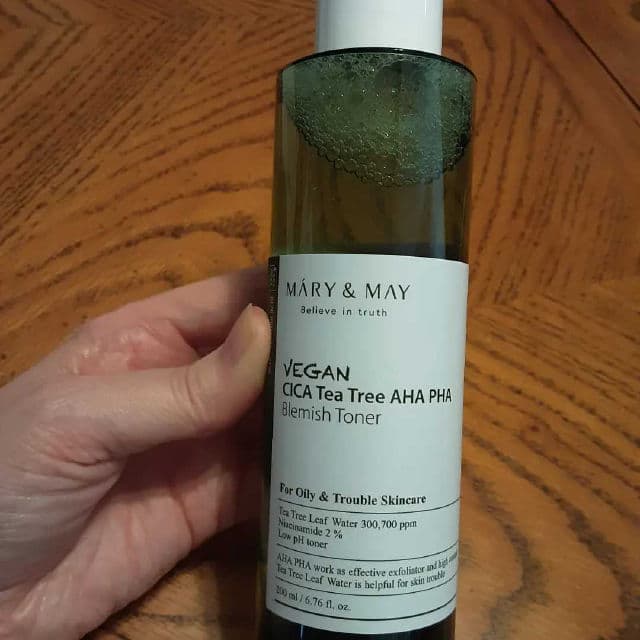 MÁRY & MAY
Believe in truth
VEGAN
CICA Tea Tree AHA PHA
Blemish Toner
For Oily & Trouble Skincare
Tea Tree Leaf Water 300,700 ppm
Niacinamide 2 %
Low pH toner
AHA PHA work as effective exfoliator and high
Tea Tree Leaf Water is helpful for skin trouble
200 ml / 6.76 fl. oz.